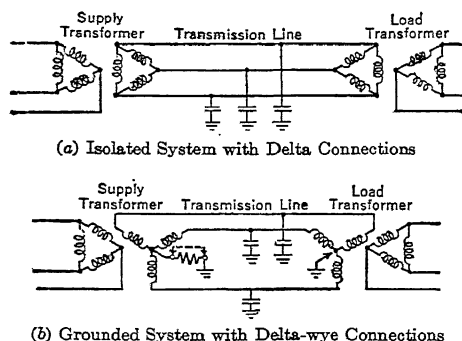 Supply
Transformer
Transmission Line
Load
Transformer
(a) Isolated System with Delta Connections
Supply
Transformer
Transmission Line
Load
Transformer
(b) Grounded System with Delta-wye Connections